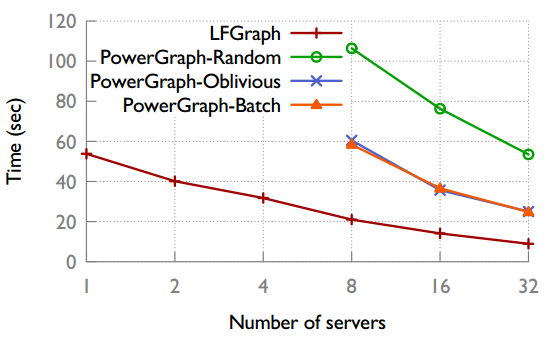 120
100
80
60
40
20
0
Time (sec)
LFGraph
PowerGraph-Random
PowerGraph-Oblivious
PowerGraph-Batch
1 2 4 8 16 32
Number of servers